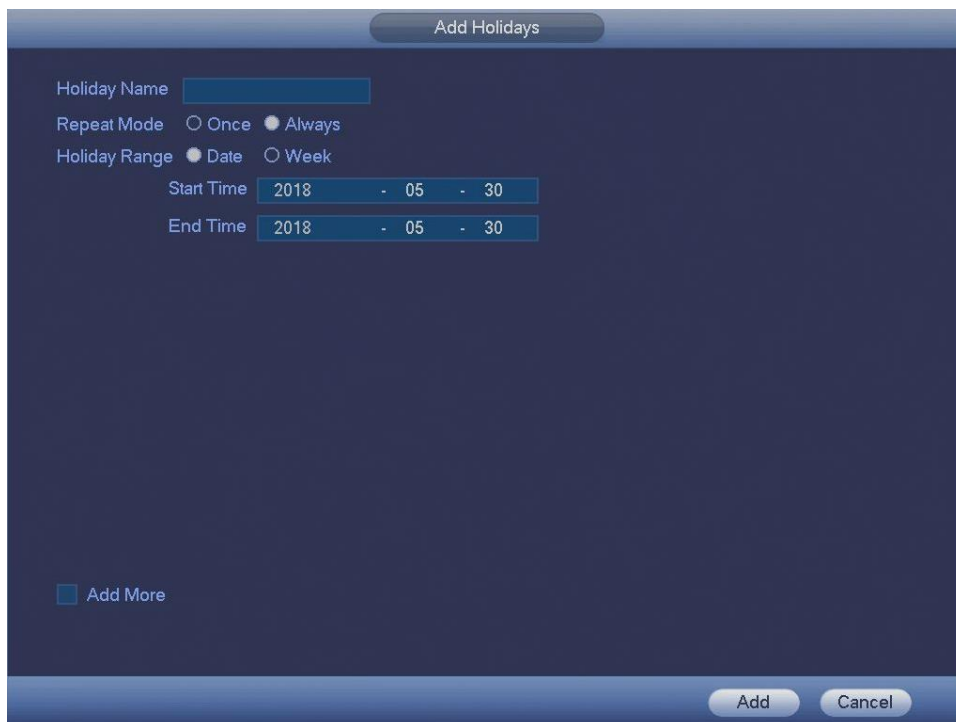 Add Holidays
Holiday Name
Repeat Mode Once Always
Holiday Range Date Week
Start Time 2018 - 05 - 30
End Time 2018 - 05 - 30
Add More
Add Cancel